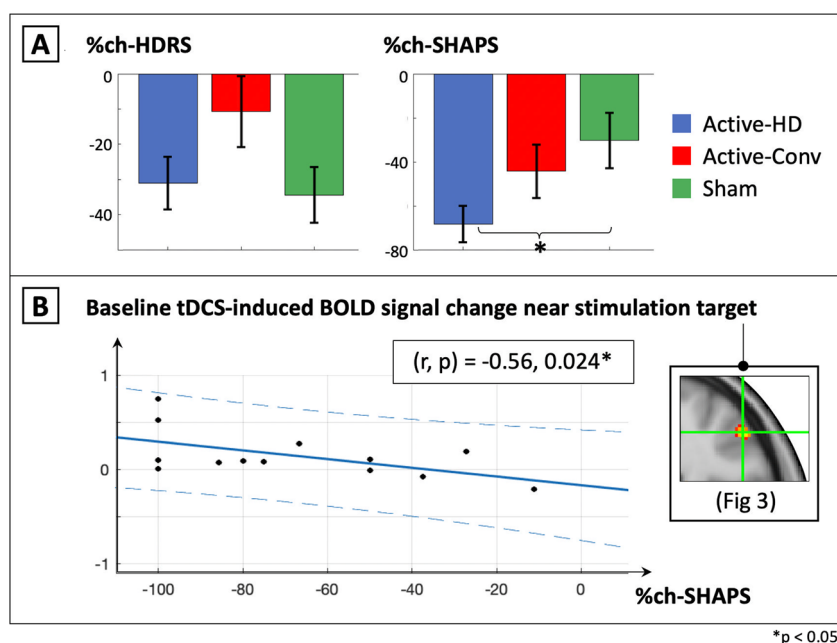 A
%ch-HDRS
%ch-SHAPS
0
-20
-40
0
-40
-80
*
Active-HD
Active-Conv
Sham
B
Baseline tDCS-induced BOLD signal change near stimulation target
(r, p) = -0.56, 0.024*
1
0
-1
-100 -80 -60 -40 -20 0
%ch-SHAPS
(Fig 3)
*p < 0.05